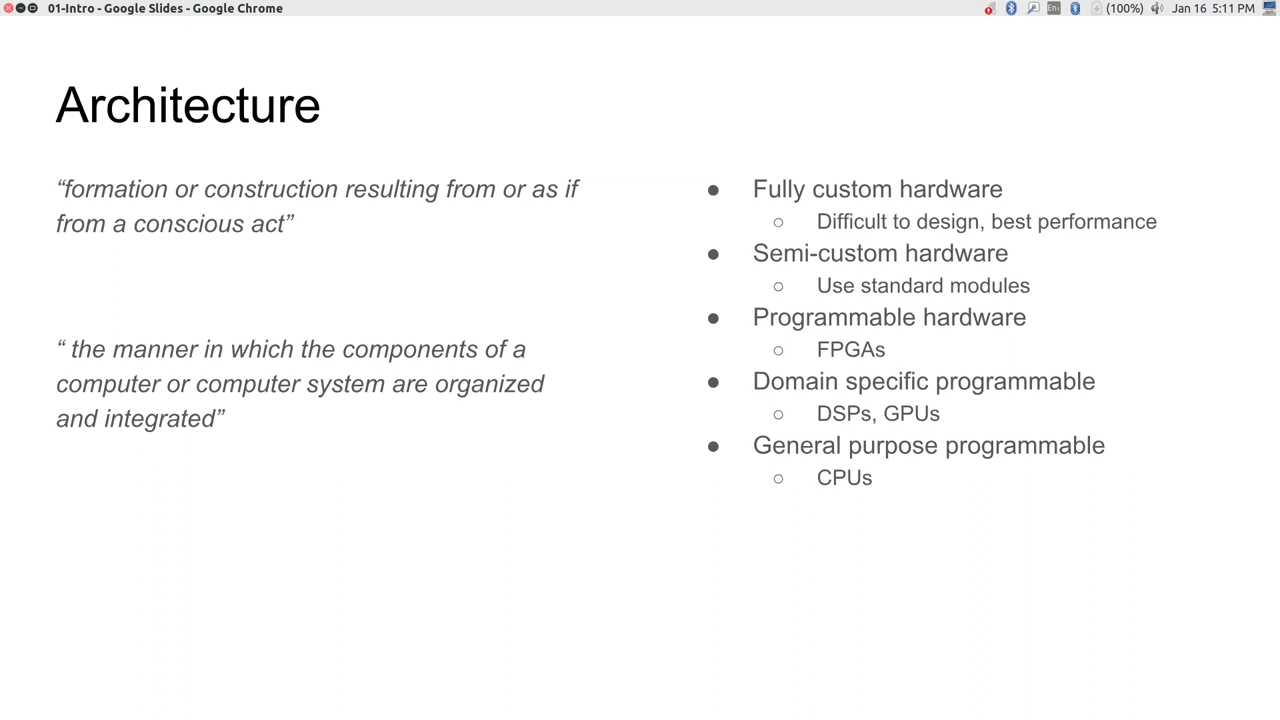 01-Intro - Google Slides - Google Chrome
En
(100%)
Jan 16 5:11 PM
Architecture
“formation or construction resulting from or as if
from a conscious act”
“ the manner in which the components of a
computer or computer system are organized
and integrated”
● Fully custom hardware
○ Difficult to design, best performance
● Semi-custom hardware
○ Use standard modules
● Programmable hardware
○ FPGAs
● Domain specific programmable
○ DSPs, GPUs
● General purpose programmable
○ CPUs